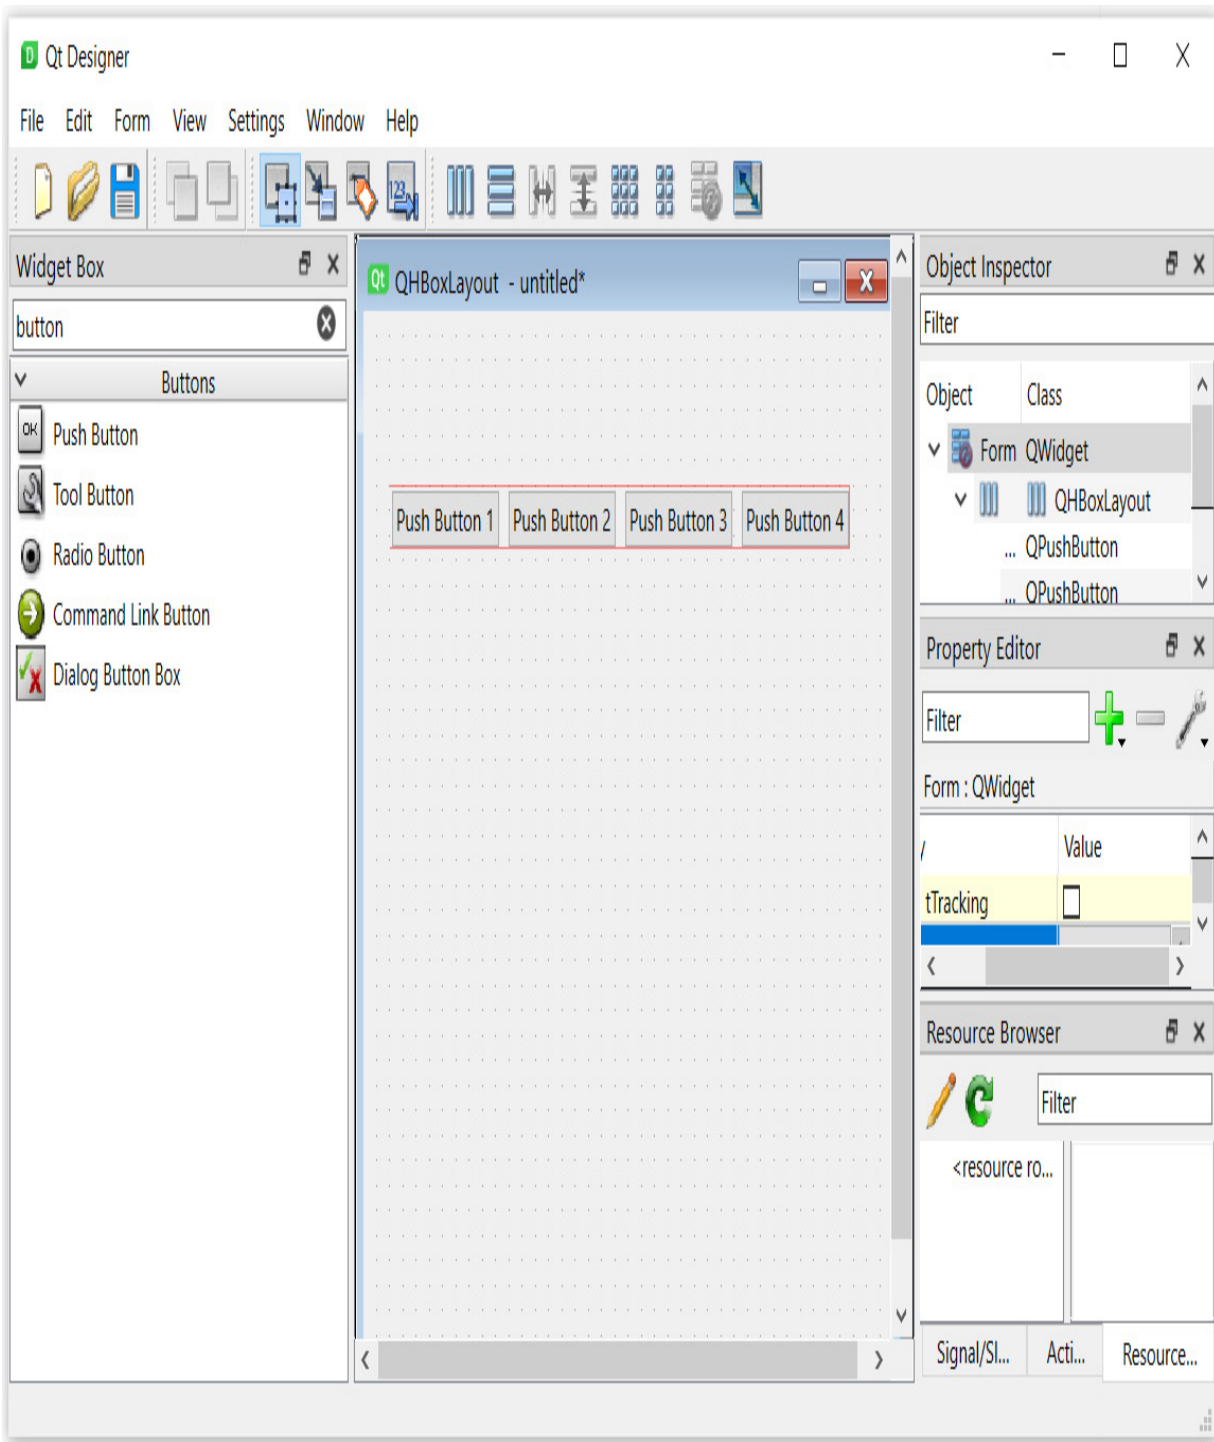 Qt Designer
File Edit Form View Settings Window Help
Widget Box
button
Buttons
Push Button
Tool Button
Radio Button
Command Link Button
Dialog Button Box
QHBoxLayout - untitled*
Push Button 1 Push Button 2 Push Button 3 Push Button 4
Object Inspector
Filter
Object Class
Form QWidget
QHBoxLayout
... QPushButton
... QPushButton
Property Editor
Filter
Form : QWidget
Value
tTracking
Resource Browser
Filter
<resource ro...
Signal/Sl... Acti... Resource...